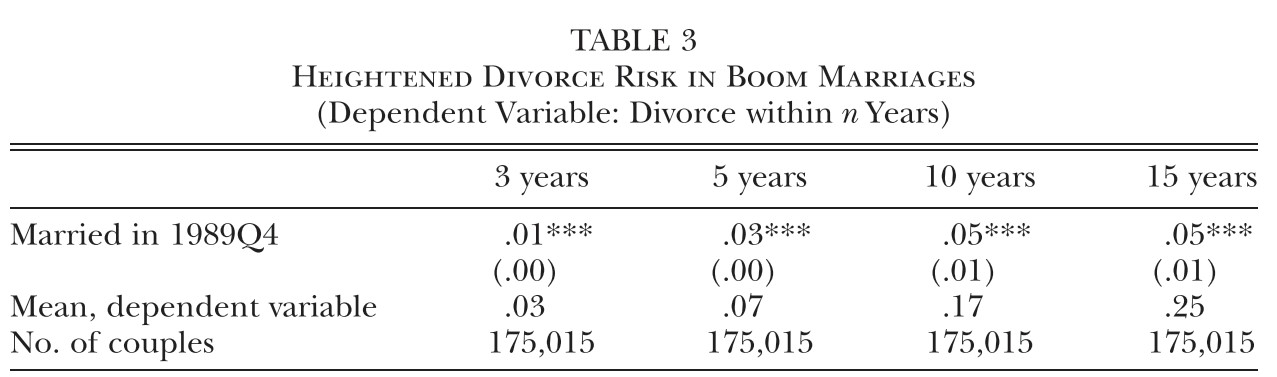 TABLE 3
Heightened Divorce Risk in Boom Marriages
(Dependent Variable: Divorce within n Years)
3 years 5 years 10 years 15 years
Married in 1989Q4 .01*** .03*** .05*** .05***
(.00) (.00) (.01) (.01)
Mean, dependent variable .03 .07 .17 .25
No. of couples 175,015 175,015 175,015 175,015